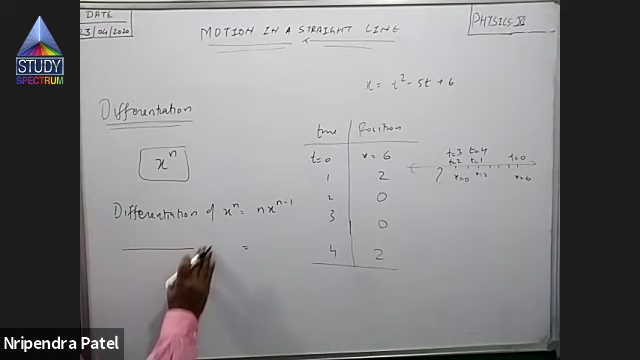 DATE
3/04/2020
MOTION IN A STRAIGHT LINE
PHYSICS XI
STUDY
SPECTRUM
x = t² - 5t + 6
Differentiation
xⁿ
Differentiation of xⁿ = nxⁿ⁻¹
=
time Position
t=0 x = 6
1 2
2 0
3 0
4 2
t=3 t=4
t=2 t=1 t=0
x=0 x=2 x=6
Nripendra Patel